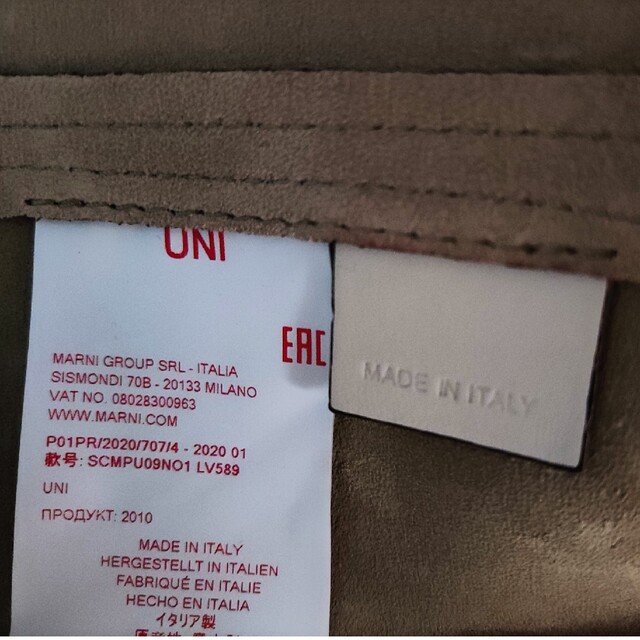 UNI
EAC
MARNI GROUP SRL - ITALIA
SISMONDI 70B - 20133 MILANO
VAT NO. 08028300963
WWW.MARNI.COM
P01PR/2020/707/4 - 2020 01
款号: SCMPU09NO1 LV589
UNI
ПРОДУКТ: 2010
MADE IN ITALY
HERGESTELLT IN ITALIEN
FABRIQUÉ EN ITALIE
HECHO EN ITALIA
イタリア製
MADE IN ITALY